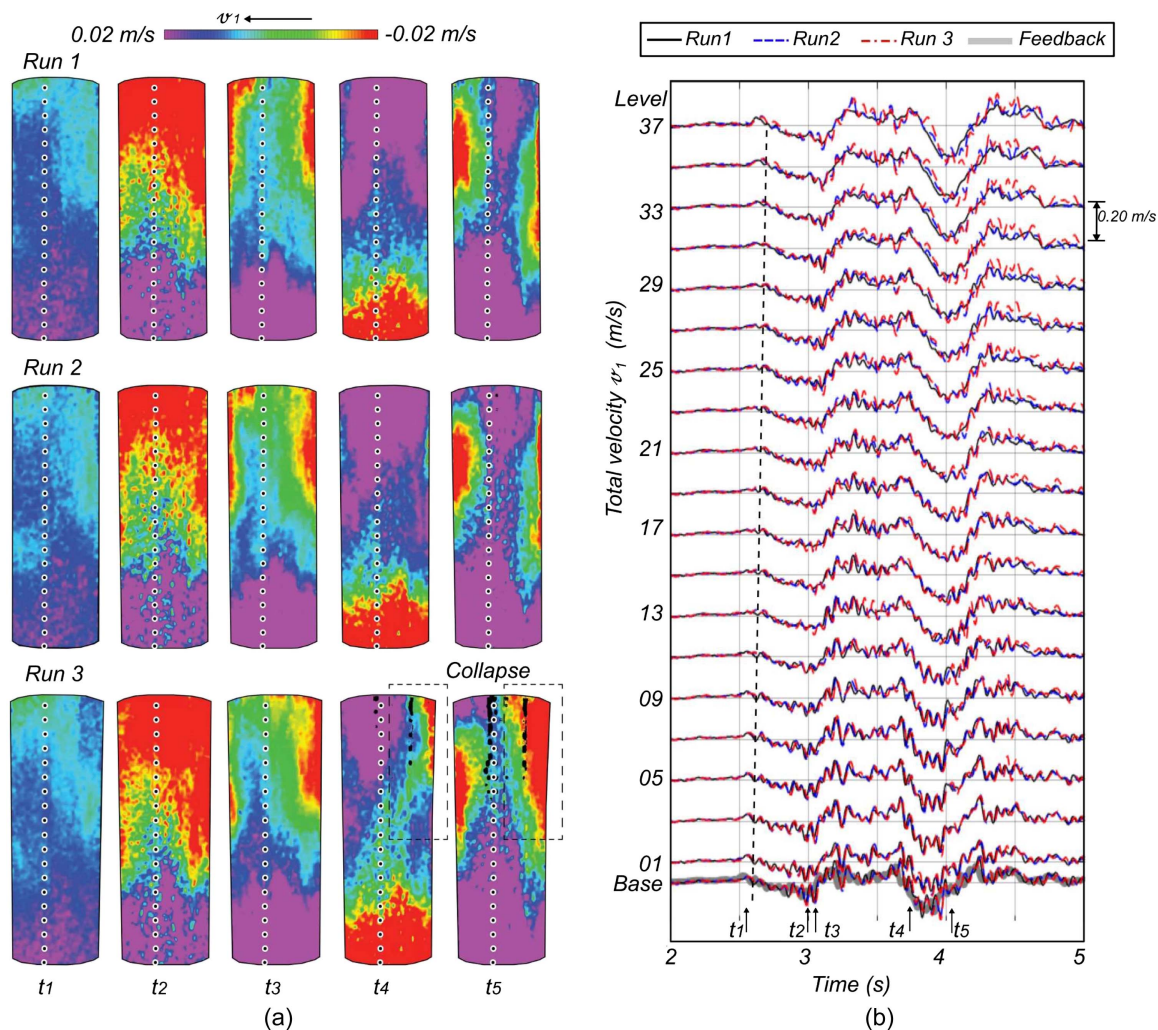 v₁
0.02 m/s -0.02 m/s
Run 1
Run 2
Run 3
Collapse
t1 t2 t3 t4 t5
(a)
Run1 Run2 Run 3 Feedback
Level
37
33
29
25
21
17
13
09
05
01
Base
0.20 m/s
Total velocity v₁ (m/s)
t1 t2 t3 t4 t5
2 3 4 5
Time (s)
(b)